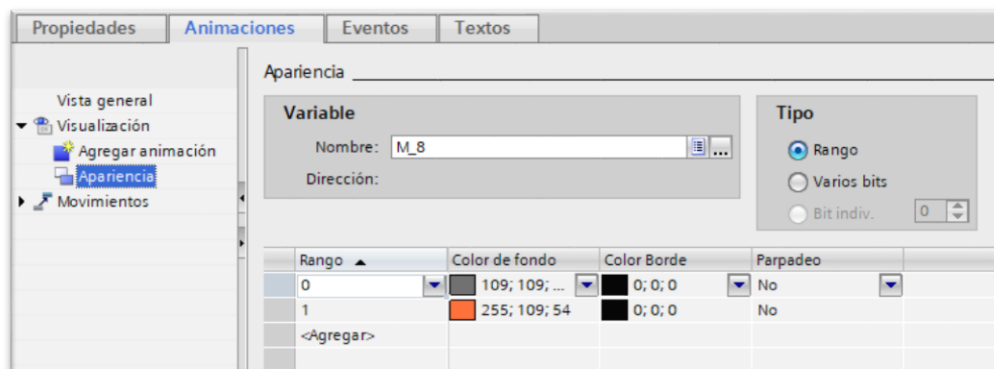 Propiedades Animaciones Eventos Textos
Vista general
Visualización
Agregar animación
Apariencia
Movimientos
Apariencia
Variable
Nombre: M_8 ...
Dirección:
Tipo
Rango
Varios bits
Bit indiv. 0
Rango Color de fondo Color Borde Parpadeo
0 109; 109; ... 0; 0; 0 No
1 255; 109; 54 0; 0; 0 No
<Agregar>